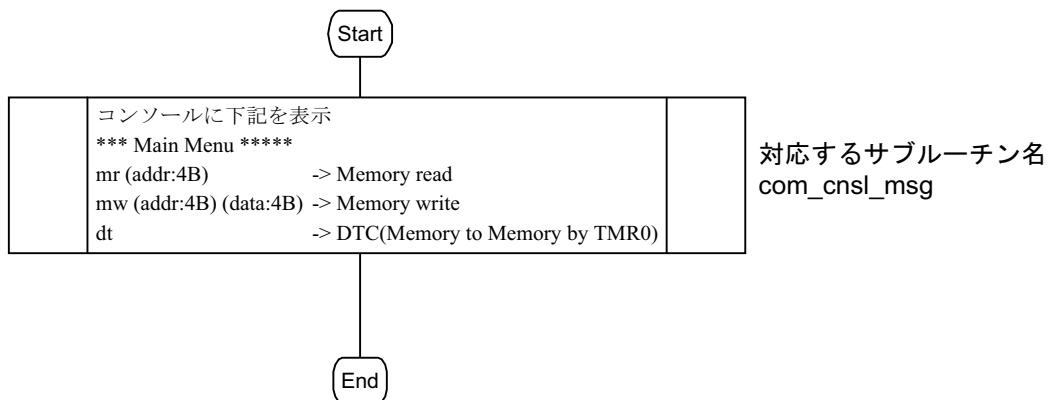 Start
コンソールに下記を表示
*** Main Menu *****
mr (addr:4B) -> Memory read
mw (addr:4B) (data:4B) -> Memory write
dt -> DTC(Memory to Memory by TMR0)
対応するサブルーチン名
com_cnsl_msg
End